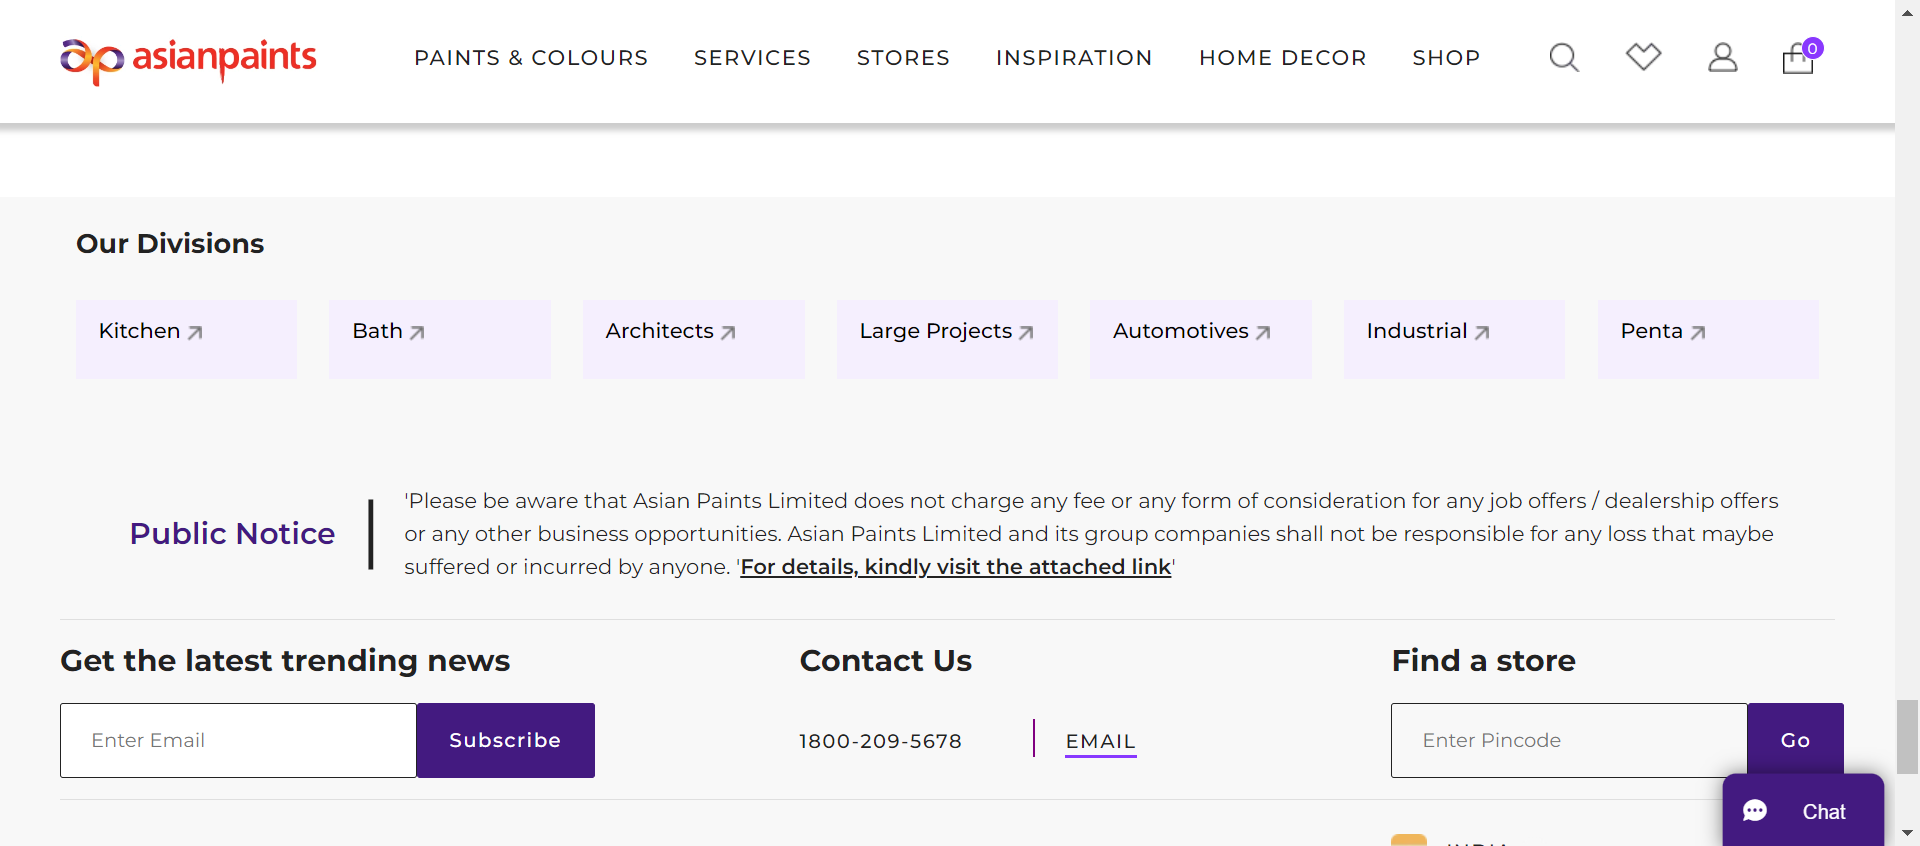 asianpaints
PAINTS & COLOURS SERVICES STORES INSPIRATION HOME DECOR SHOP 0
Our Divisions
Kitchen Bath Architects Large Projects Automotives Industrial Penta
Public Notice
'Please be aware that Asian Paints Limited does not charge any fee or any form of consideration for any job offers / dealership offers
or any other business opportunities. Asian Paints Limited and its group companies shall not be responsible for any loss that maybe
suffered or incurred by anyone. 'For details, kindly visit the attached link'
Get the latest trending news
Enter Email Subscribe
Contact Us
1800-209-5678 EMAIL
Find a store
Enter Pincode Go
Chat
INDIA